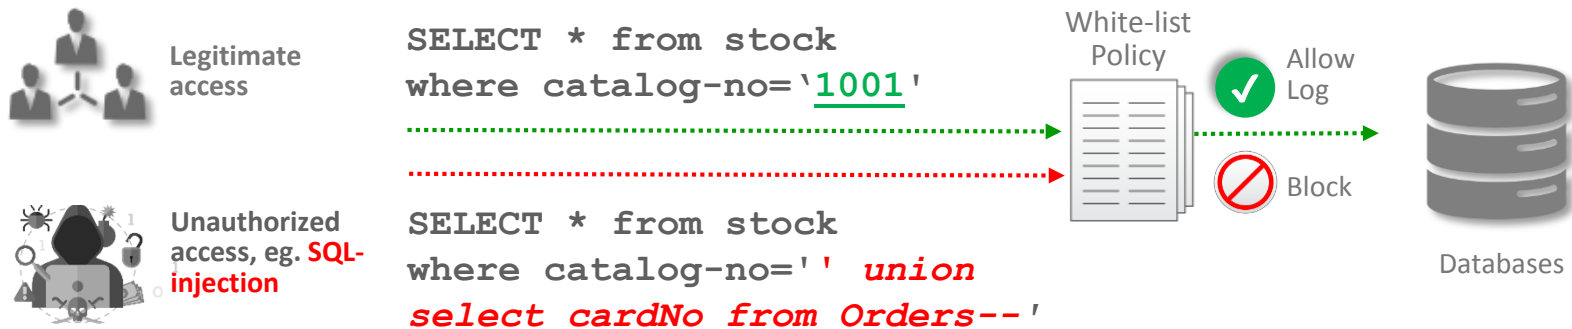 Legitimate
access
SELECT * from stock
where catalog-no=‘1001'
White-list
Policy
Allow
Log
Block
Unauthorized
access, eg. SQL-
injection
SELECT * from stock
where catalog-no='' union
select cardNo from Orders--'
Databases